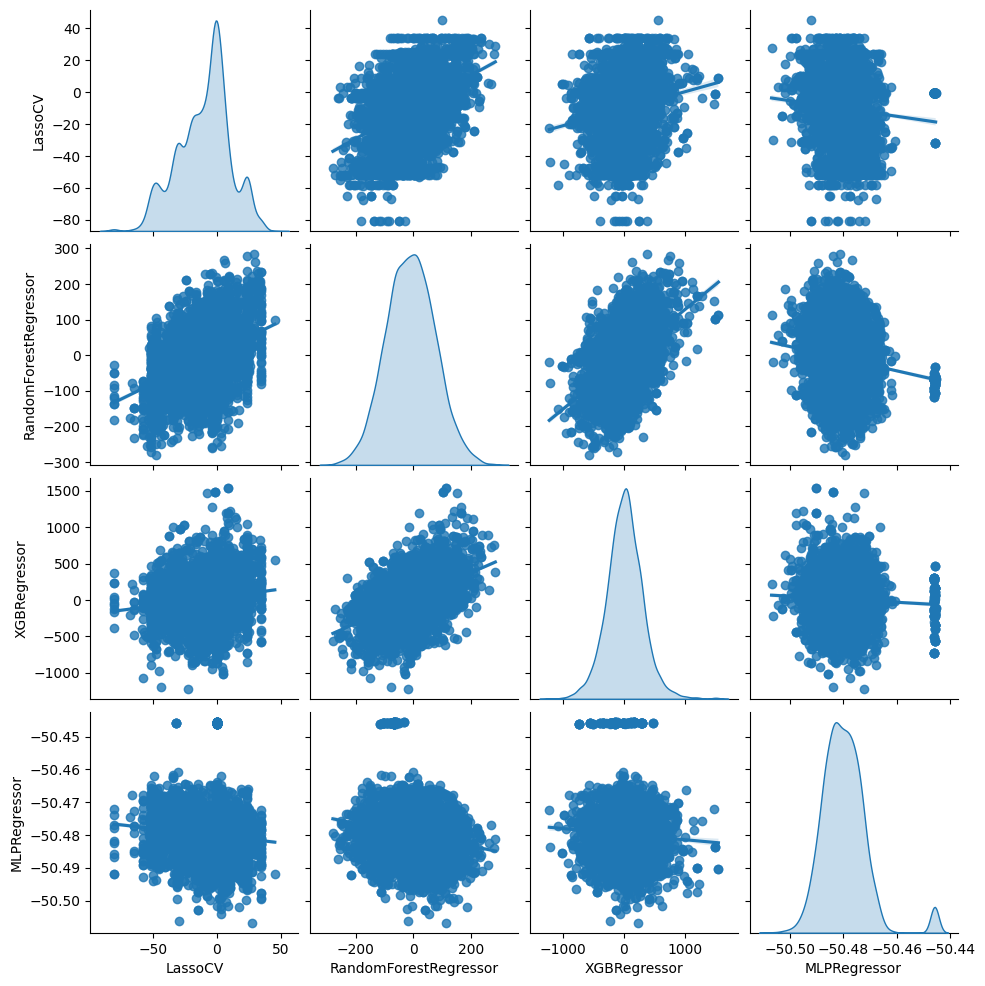 LassoCV
40
20
0
−20
−40
−60
−80
RandomForestRegressor
300
200
100
0
−100
−200
−300
XGBRegressor
1500
1000
500
0
−500
−1000
MLPRegressor
−50.45
−50.46
−50.47
−50.48
−50.49
−50.50
−50 0 50
−200 0 200
−1000 0 1000
−50.50 −50.48 −50.46 −50.44
LassoCV
RandomForestRegressor
XGBRegressor
MLPRegressor